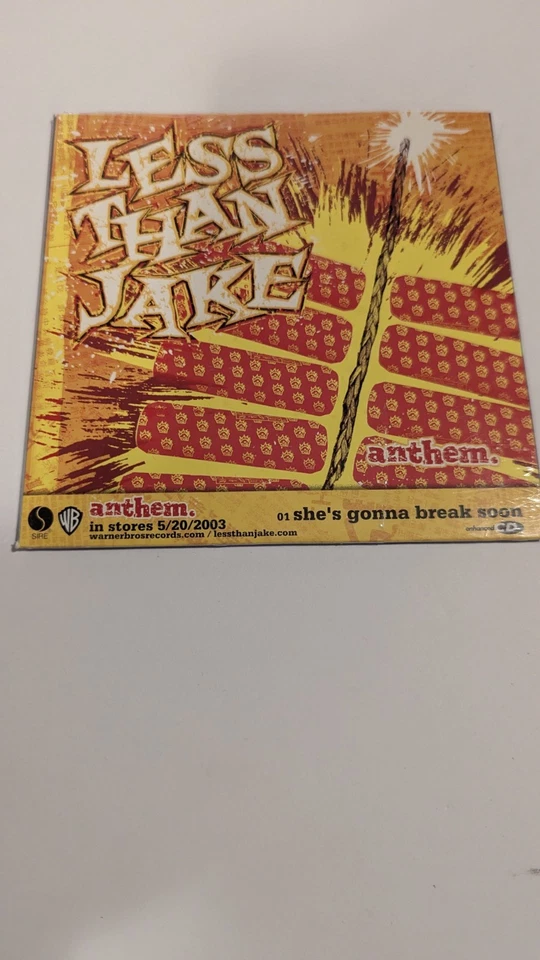 LESS
THAN
JAKE
anthem.
anthem.
in stores 5/20/2003
warnerbrosrecords.com / lessthanjake.com
SIRE
WB
01 she's gonna break soon
enhanced CD